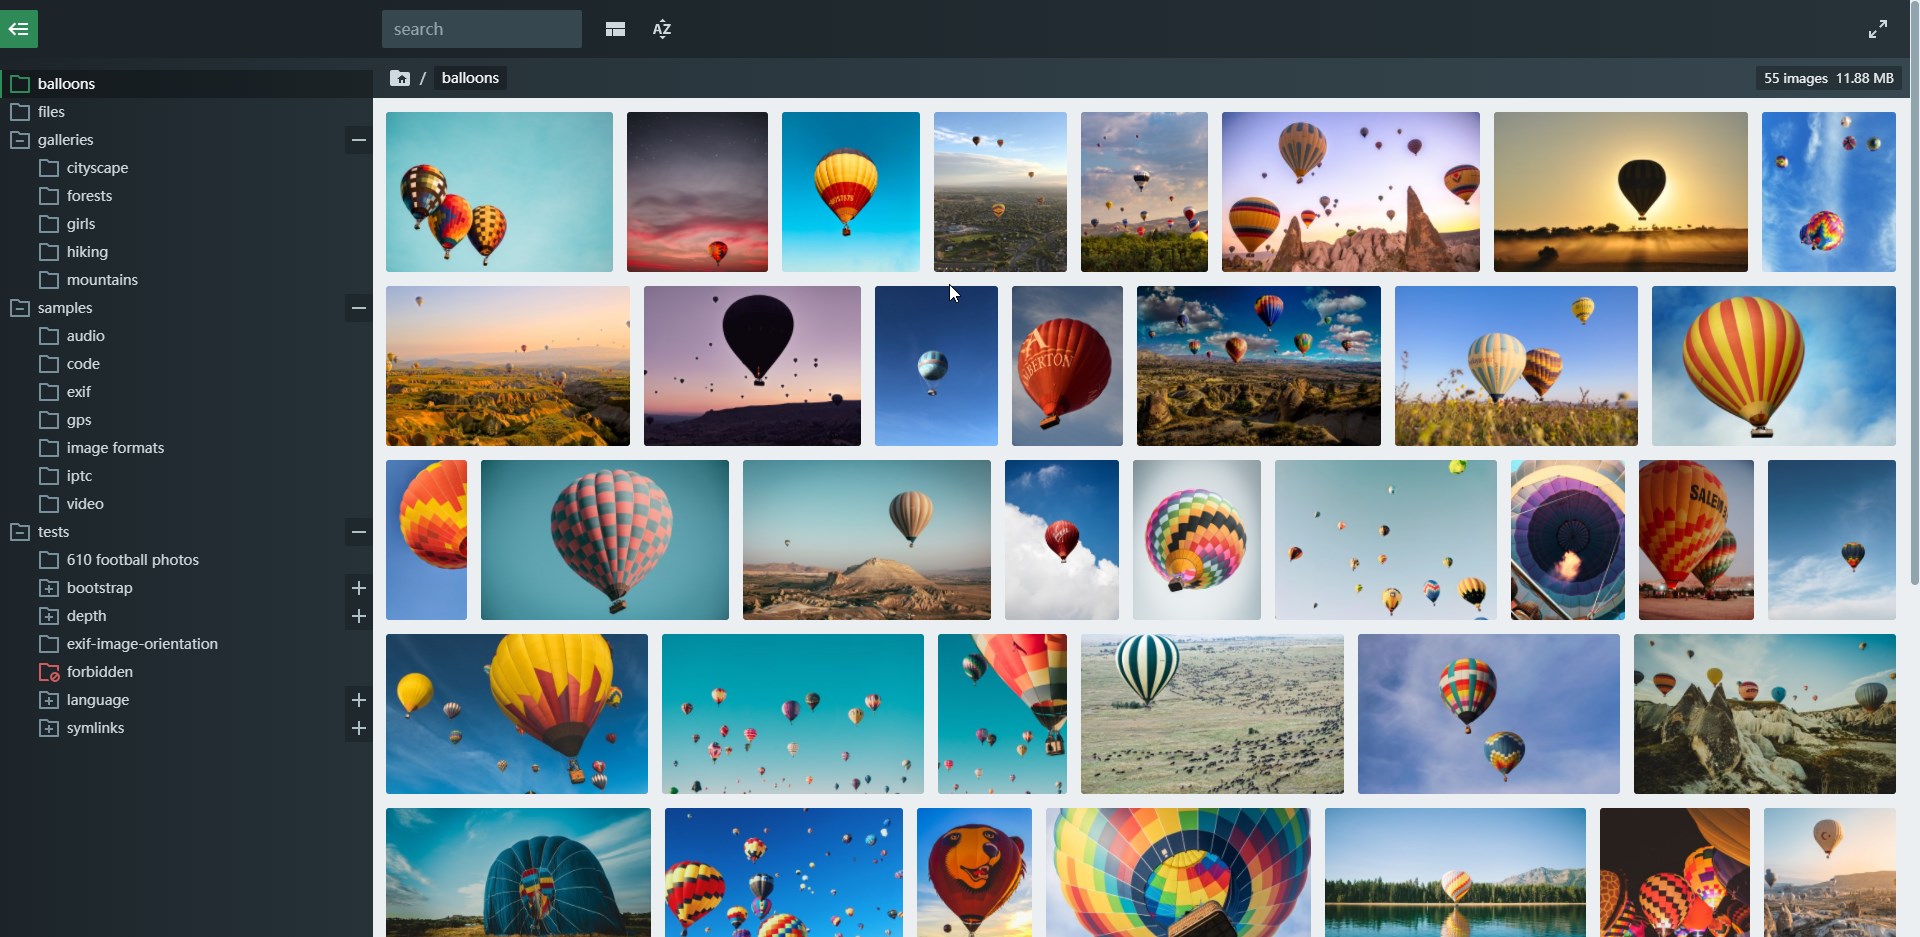 search
AZ
balloons
files
galleries
cityscape
forests
girls
hiking
mountains
samples
audio
code
exif
gps
image formats
iptc
video
tests
610 football photos
bootstrap
depth
exif-image-orientation
forbidden
language
symlinks
/ balloons
55 images 11.88 MB
SALEM